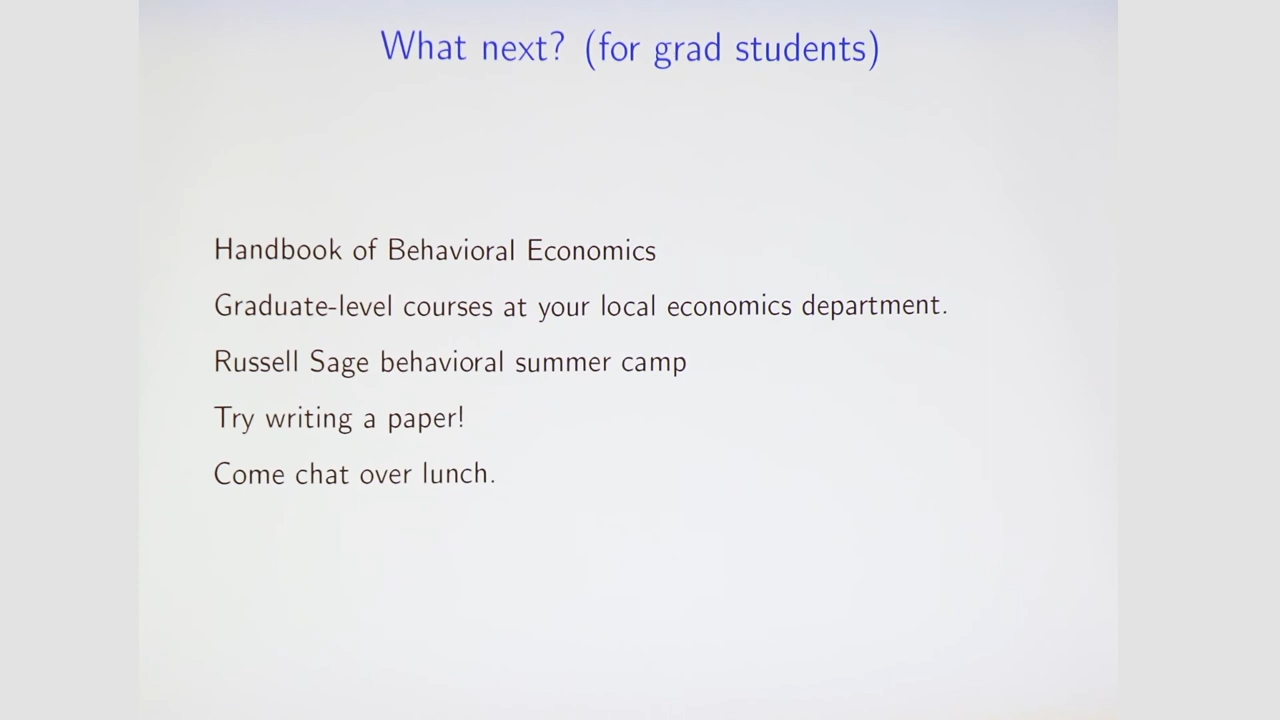 What next? (for grad students)
Handbook of Behavioral Economics
Graduate-level courses at your local economics department.
Russell Sage behavioral summer camp
Try writing a paper!
Come chat over lunch.